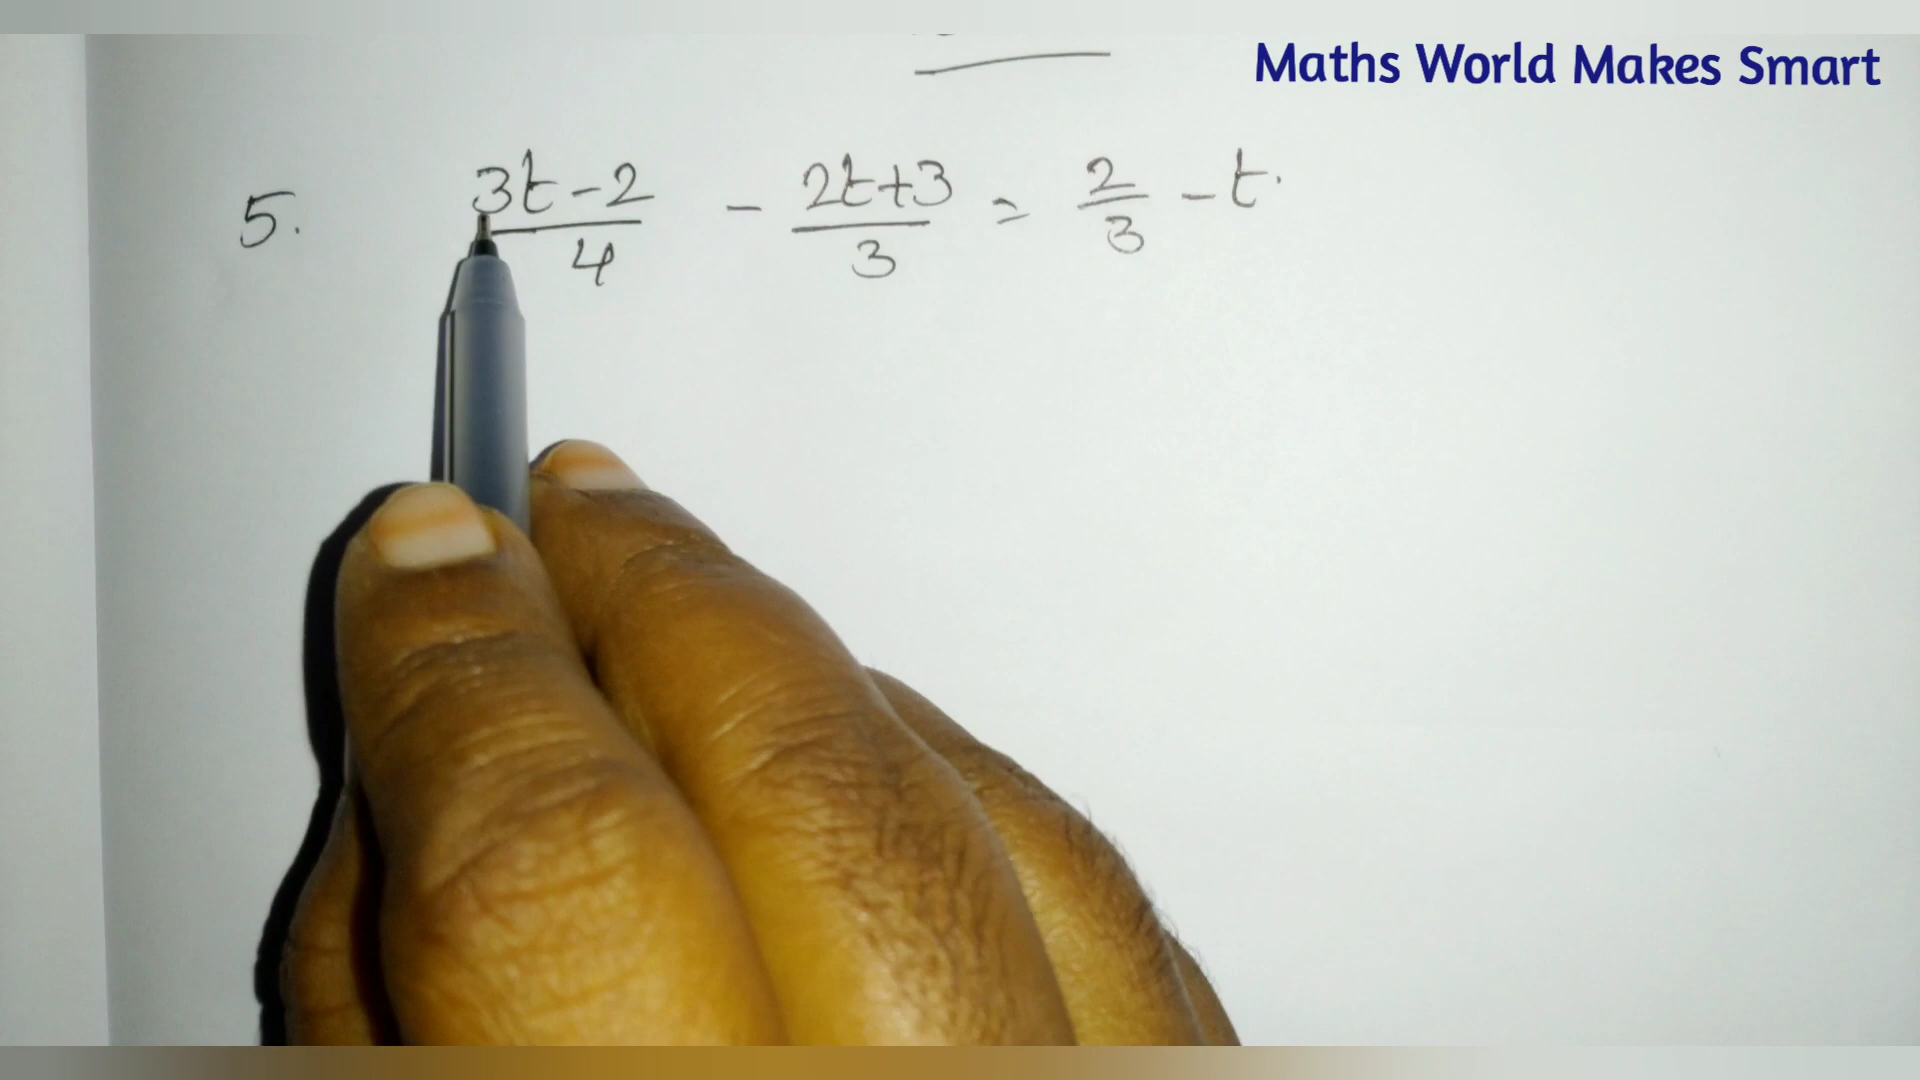 Maths World Makes Smart
5. (3t-2)/4 - (2t+3)/3 = 2/3 - t.